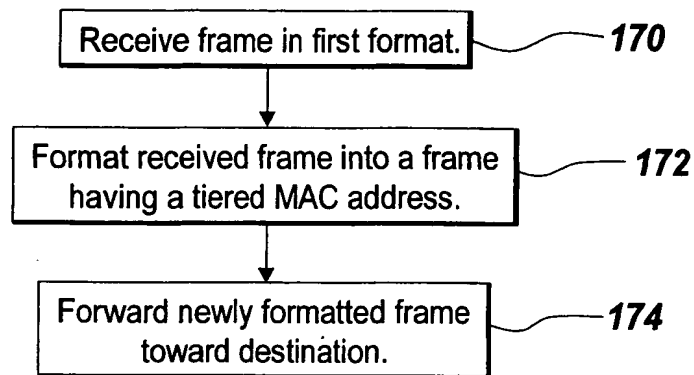 Receive frame in first format.
170
Format received frame into a frame
having a tiered MAC address.
172
Forward newly formatted frame
toward destination.
174